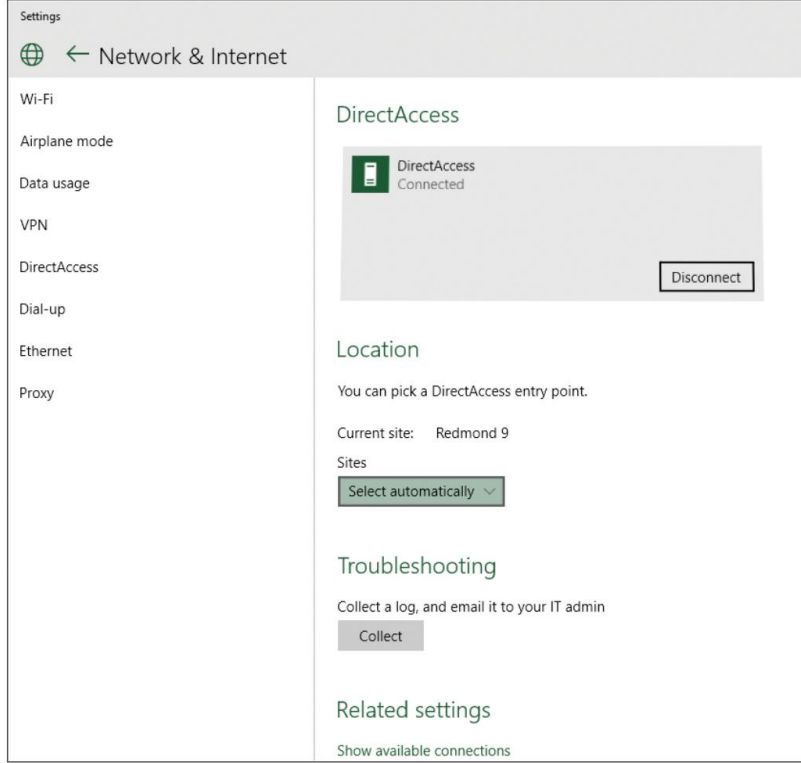 Settings
Network & Internet
Wi-Fi
Airplane mode
Data usage
VPN
DirectAccess
Dial-up
Ethernet
Proxy
DirectAccess
DirectAccess
Connected
Disconnect
Location
You can pick a DirectAccess entry point.
Current site: Redmond 9
Sites
Select automatically
Troubleshooting
Collect a log, and email it to your IT admin
Collect
Related settings
Show available connections